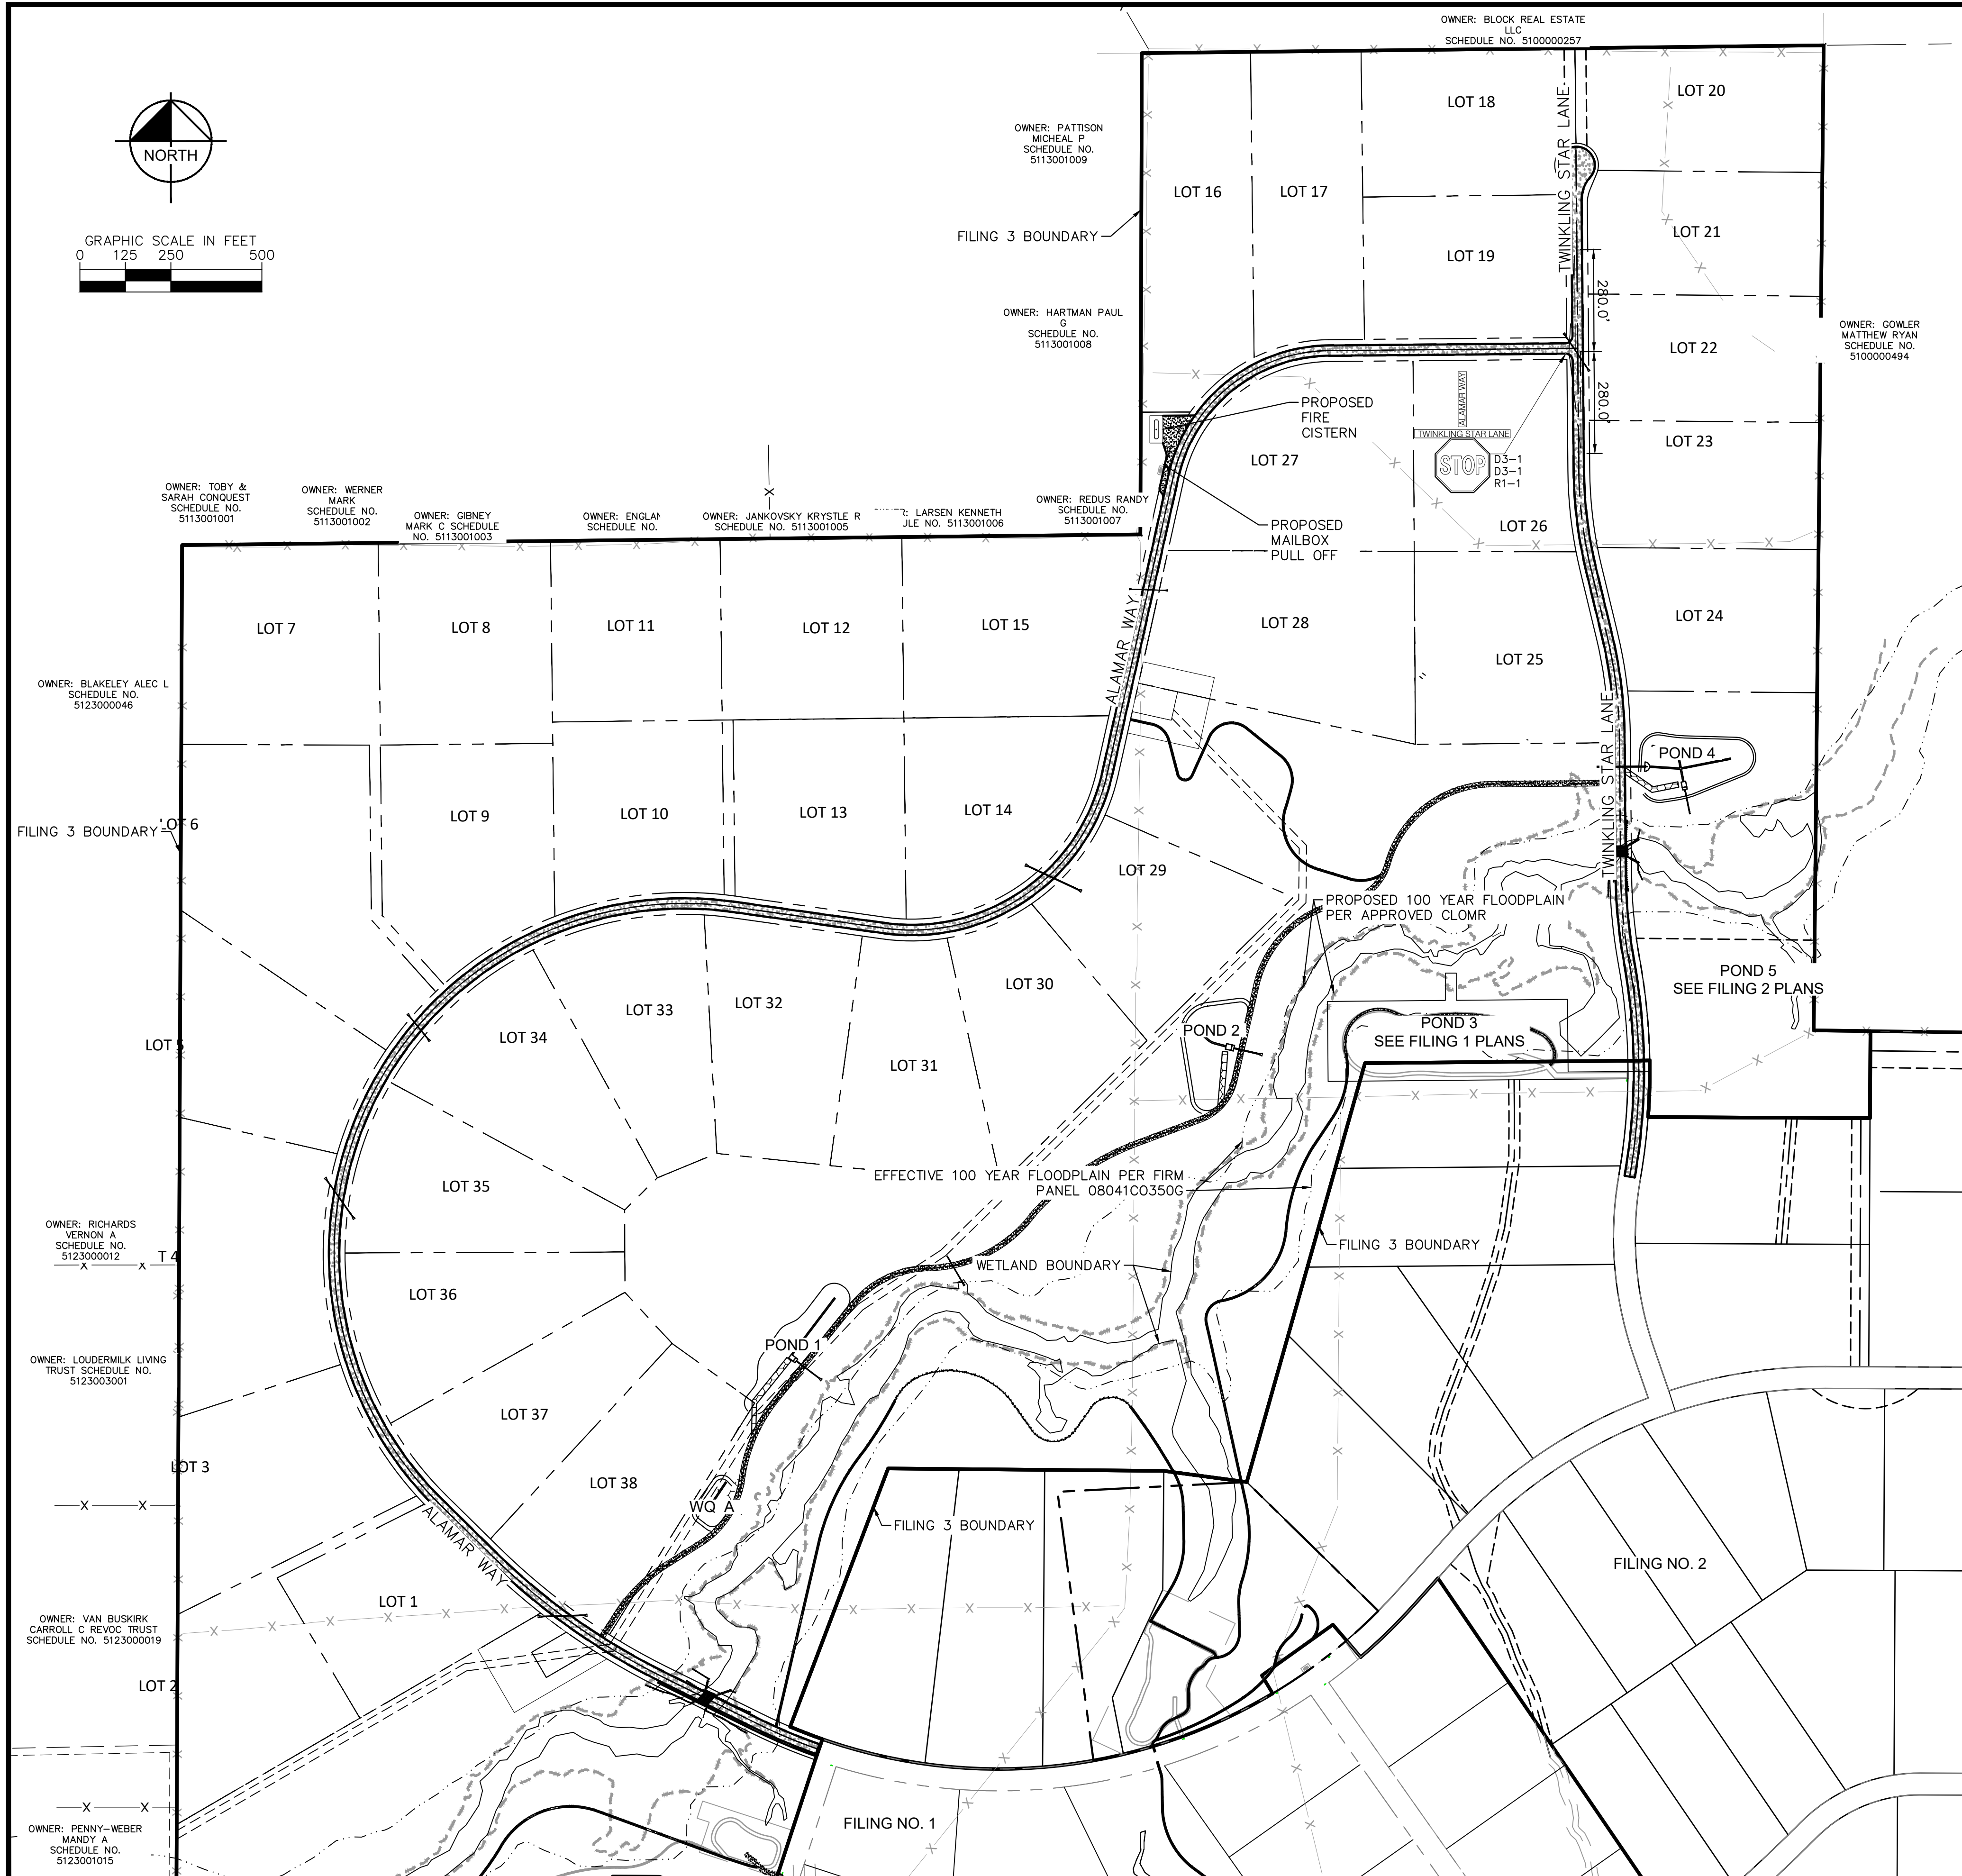 OWNER: BLOCK REAL ESTATE
LLC
SCHEDULE NO. 5100000257
NORTH
GRAPHIC SCALE IN FEET
0 125 250 500
OWNER: PATTISON
MICHEAL P
SCHEDULE NO.
5113001009
FILING 3 BOUNDARY
OWNER: HARTMAN PAUL
G
SCHEDULE NO.
5113001008
LOT 16
LOT 17
LOT 18
LOT 19
TWINKLING STAR LANE
LOT 20
LOT 21
LOT 22
LOT 23
280.0'
280.0'
OWNER: GOWLER
MATTHEW RYAN
SCHEDULE NO.
5100000494
PROPOSED
FIRE
CISTERN
LOT 27
ALAMAR WAY
TWINKLING STAR LANE
STOP
D3-1
D3-1
R1-1
LOT 26
PROPOSED
MAILBOX
PULL OFF
OWNER: TOBY &
SARAH CONQUEST
SCHEDULE NO.
5113001001
OWNER: WERNER
MARK
SCHEDULE NO.
5113001002
OWNER: GIBNEY
MARK C SCHEDULE
NO. 5113001003
OWNER: ENGLAN
SCHEDULE NO.
OWNER: JANKOVSKY KRYSTLE R
SCHEDULE NO. 5113001005
LARSEN KENNETH
NO. 5113001006
OWNER: REDUS RANDY
SCHEDULE NO.
5113001007
LOT 7
LOT 8
LOT 11
LOT 12
LOT 15
ALAMAR WAY
LOT 28
LOT 25
LOT 24
OWNER: BLAKELEY ALEC L
SCHEDULE NO.
5123000046
FILING 3 BOUNDARY
LOT 6
LOT 9
LOT 10
LOT 13
LOT 14
LOT 29
TWINKLING STAR LANE
POND 4
PROPOSED 100 YEAR FLOODPLAIN
PER APPROVED CLOMR
POND 5
SEE FILING 2 PLANS
LOT 5
LOT 34
LOT 33
LOT 32
LOT 30
LOT 31
POND 2
POND 3
SEE FILING 1 PLANS
EFFECTIVE 100 YEAR FLOODPLAIN PER FIRM
PANEL 08041C0350G
LOT 35
OWNER: RICHARDS
VERNON A
SCHEDULE NO.
5123000012
T 4
LOT 36
WETLAND BOUNDARY
FILING 3 BOUNDARY
POND 1
OWNER: LOUDERMILK LIVING
TRUST SCHEDULE NO.
5123003001
LOT 37
LOT 3
LOT 38
WQ A
FILING 3 BOUNDARY
ALAMAR WAY
FILING NO. 2
LOT 1
OWNER: VAN BUSKIRK
CARROLL C REVOC TRUST
SCHEDULE NO. 5123000019
LOT 2
FILING NO. 1
OWNER: PENNY-WEBER
MANDY A
SCHEDULE NO.
5123001015